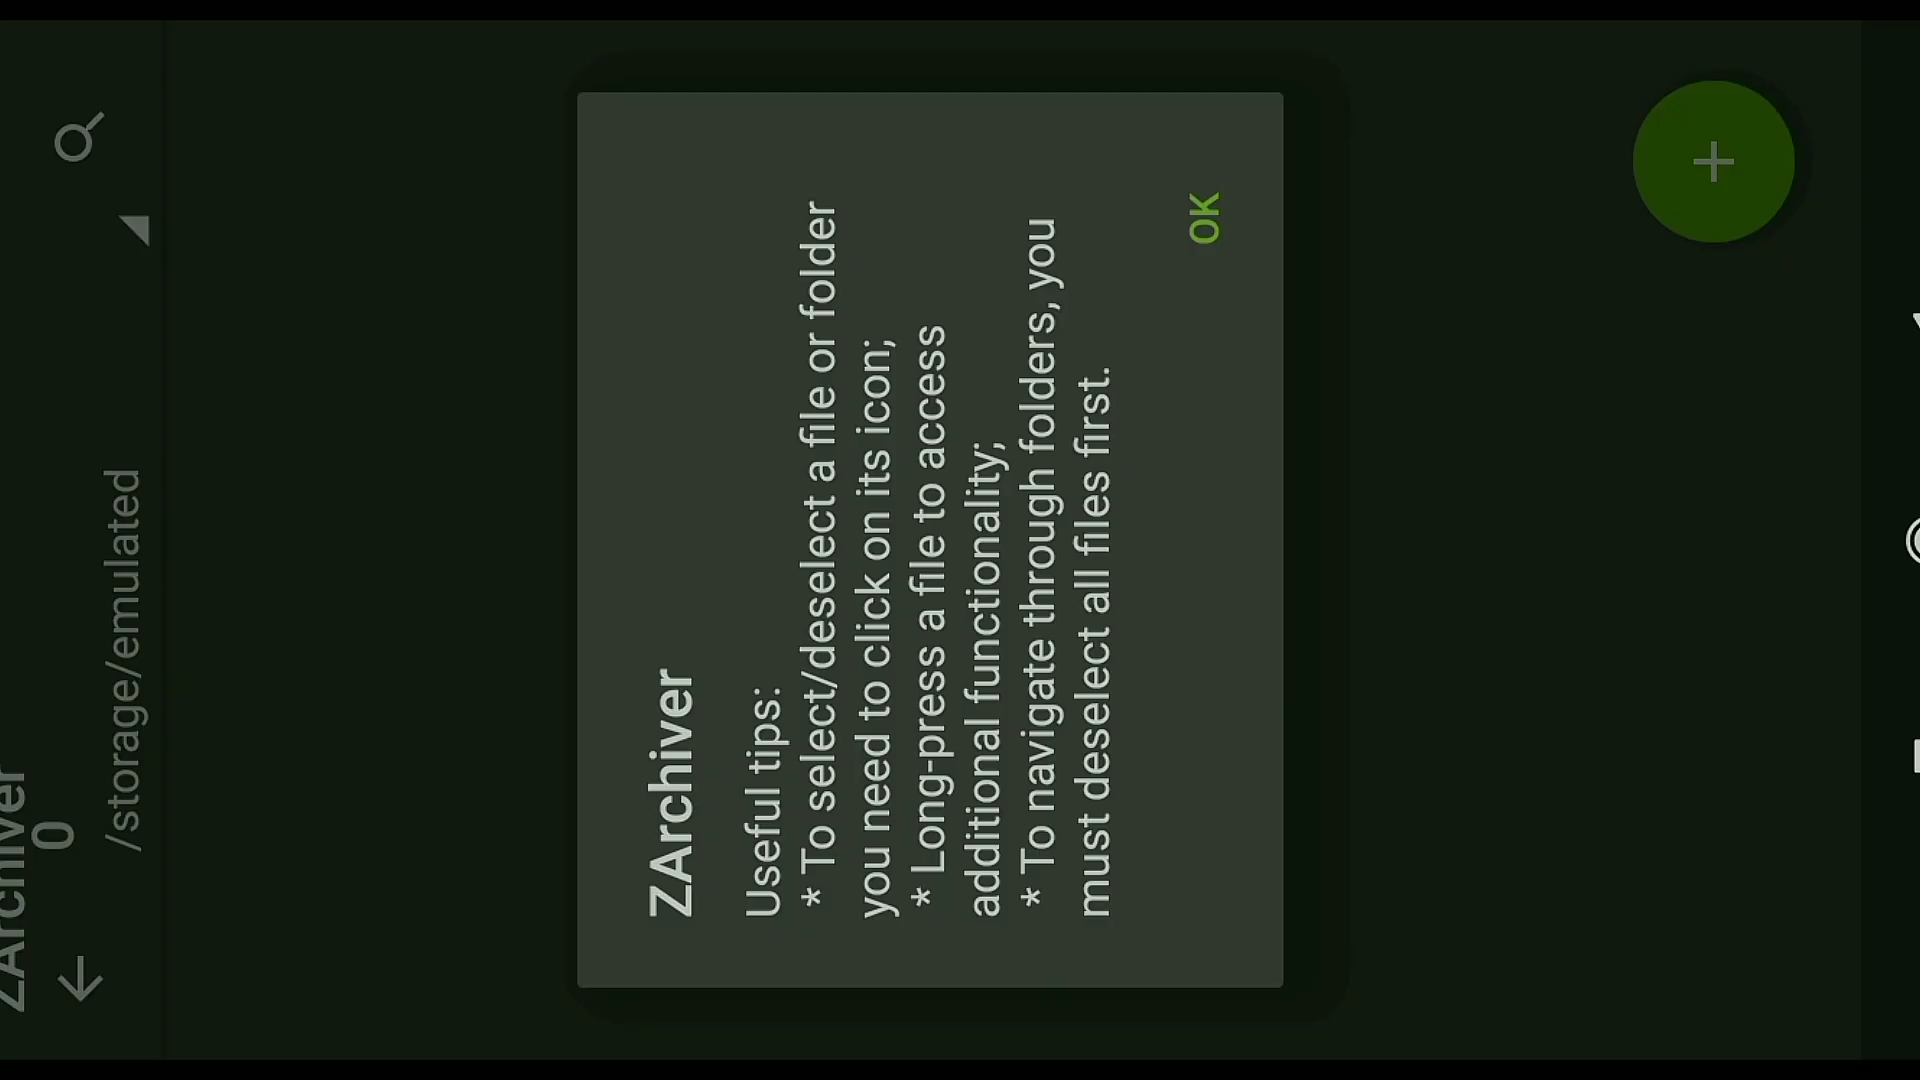 ZArchiver
0
/storage/emulated
ZArchiver
Useful tips:
* To select/deselect a file or folder
you need to click on its icon;
* Long-press a file to access
additional functionality;
* To navigate through folders, you
must deselect all files first.
OK